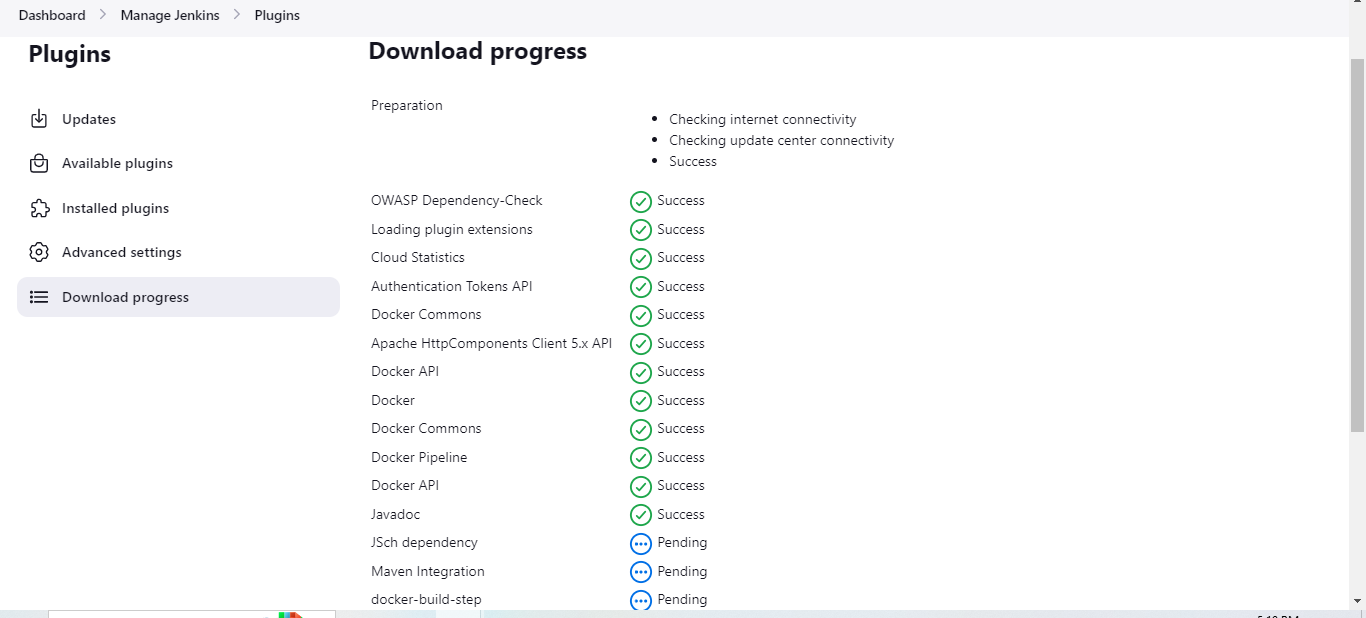 Dashboard > Manage Jenkins > Plugins
Plugins
Updates
Available plugins
Installed plugins
Advanced settings
Download progress
Download progress
Preparation
• Checking internet connectivity
• Checking update center connectivity
• Success
OWASP Dependency-Check Success
Loading plugin extensions Success
Cloud Statistics Success
Authentication Tokens API Success
Docker Commons Success
Apache HttpComponents Client 5.x API Success
Docker API Success
Docker Success
Docker Commons Success
Docker Pipeline Success
Docker API Success
Javadoc Success
JSch dependency Pending
Maven Integration Pending
docker-build-step Pending